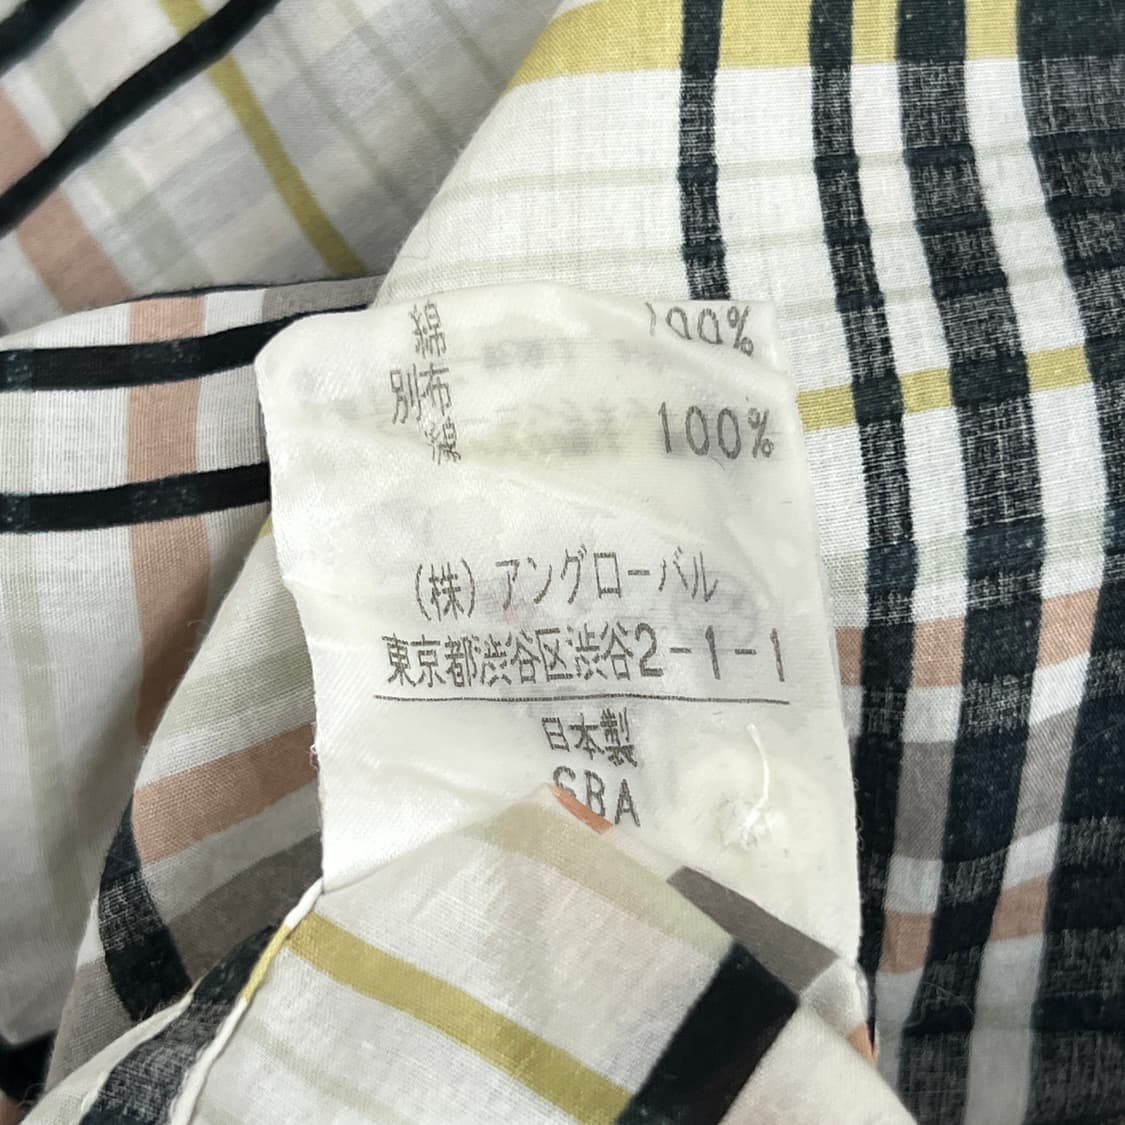 綿 100%
別布
綿 100%
(株) アングローバル
東京都渋谷区渋谷2-1-1
日本製
SBA